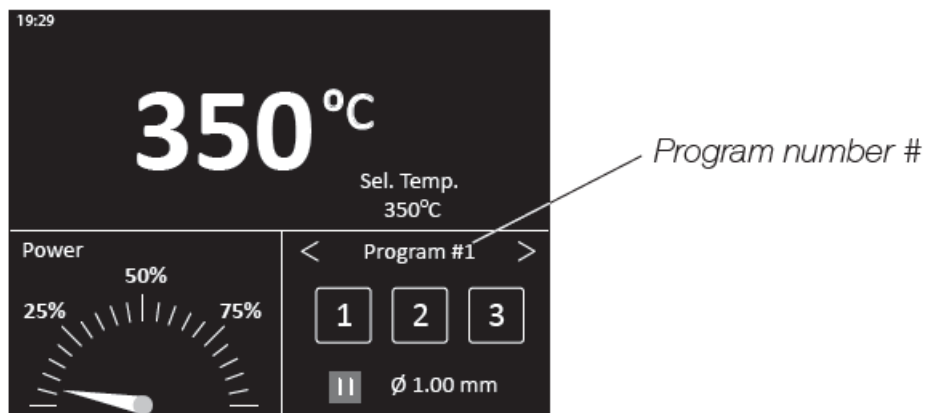 19:29
350°C
Sel. Temp.
350°C
Program number #
Power
25%
50%
75%
< Program #1 >
1 2 3
Ø 1.00 mm